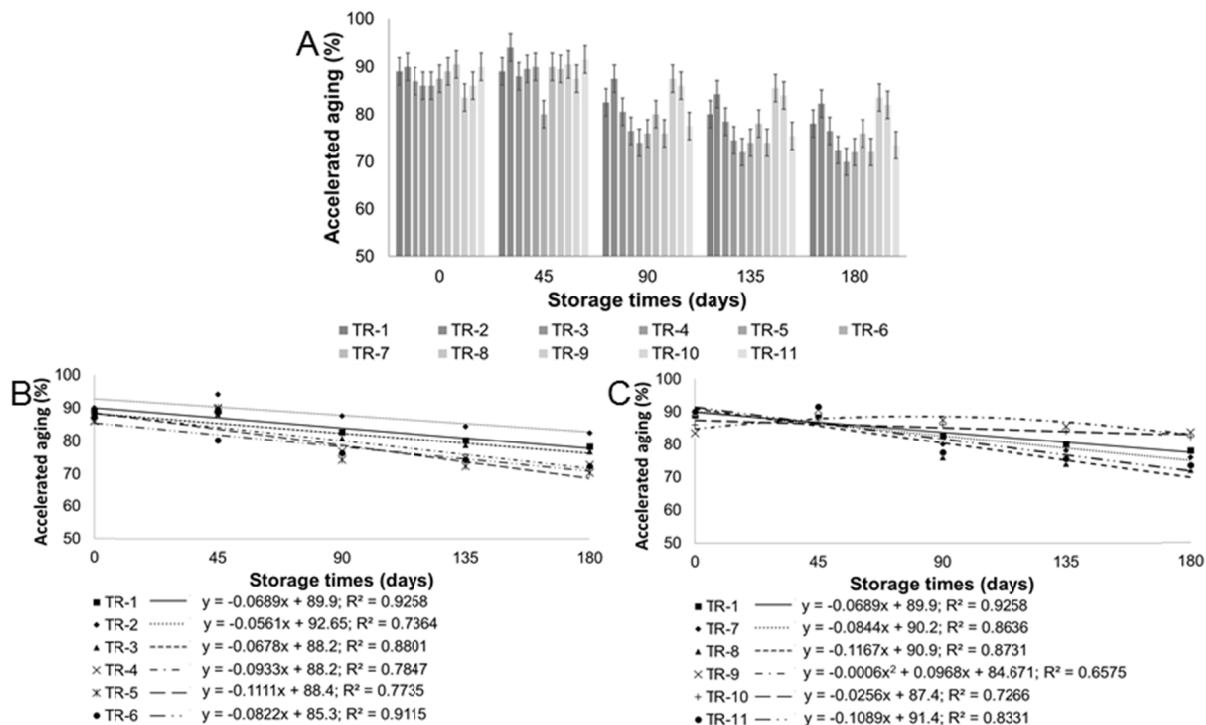 A
Accelerated aging (%)
100
90
80
70
60
50
0 45 90 135 180
Storage times (days)
TR-1 TR-2 TR-3 TR-4 TR-5 TR-6
TR-7 TR-8 TR-9 TR-10 TR-11
B
Accelerated aging (%)
100
90
80
70
60
50
0 45 90 135 180
Storage times (days)
TR-1 y = -0.0689x + 89.9; R² = 0.9258
TR-2 y = -0.0561x + 92.65; R² = 0.7364
TR-3 y = -0.0678x + 88.2; R² = 0.8801
TR-4 y = -0.0933x + 88.2; R² = 0.7847
TR-5 y = -0.1111x + 88.4; R² = 0.7735
TR-6 y = -0.0822x + 85.3; R² = 0.9115
C
Accelerated aging (%)
100
90
80
70
60
50
0 45 90 135 180
Storage times (days)
TR-1 y = -0.0689x + 89.9; R² = 0.9258
TR-7 y = -0.0844x + 90.2; R² = 0.8636
TR-8 y = -0.1167x + 90.9; R² = 0.8731
TR-9 y = -0.0006x² + 0.0968x + 84.671; R² = 0.6575
TR-10 y = -0.0256x + 87.4; R² = 0.7266
TR-11 y = -0.1089x + 91.4; R² = 0.8331